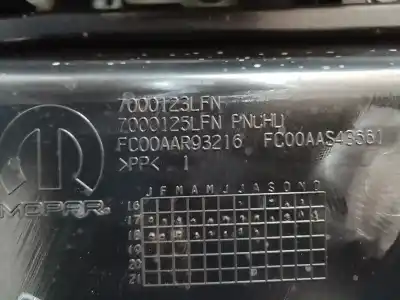 7000123LFN
7000125LFN PNUHU
FC00AAR93216 FC00AAS43561
>PP< 1
MOPAR
J F M A M J J A S O N D
16
17
18
19
20
21